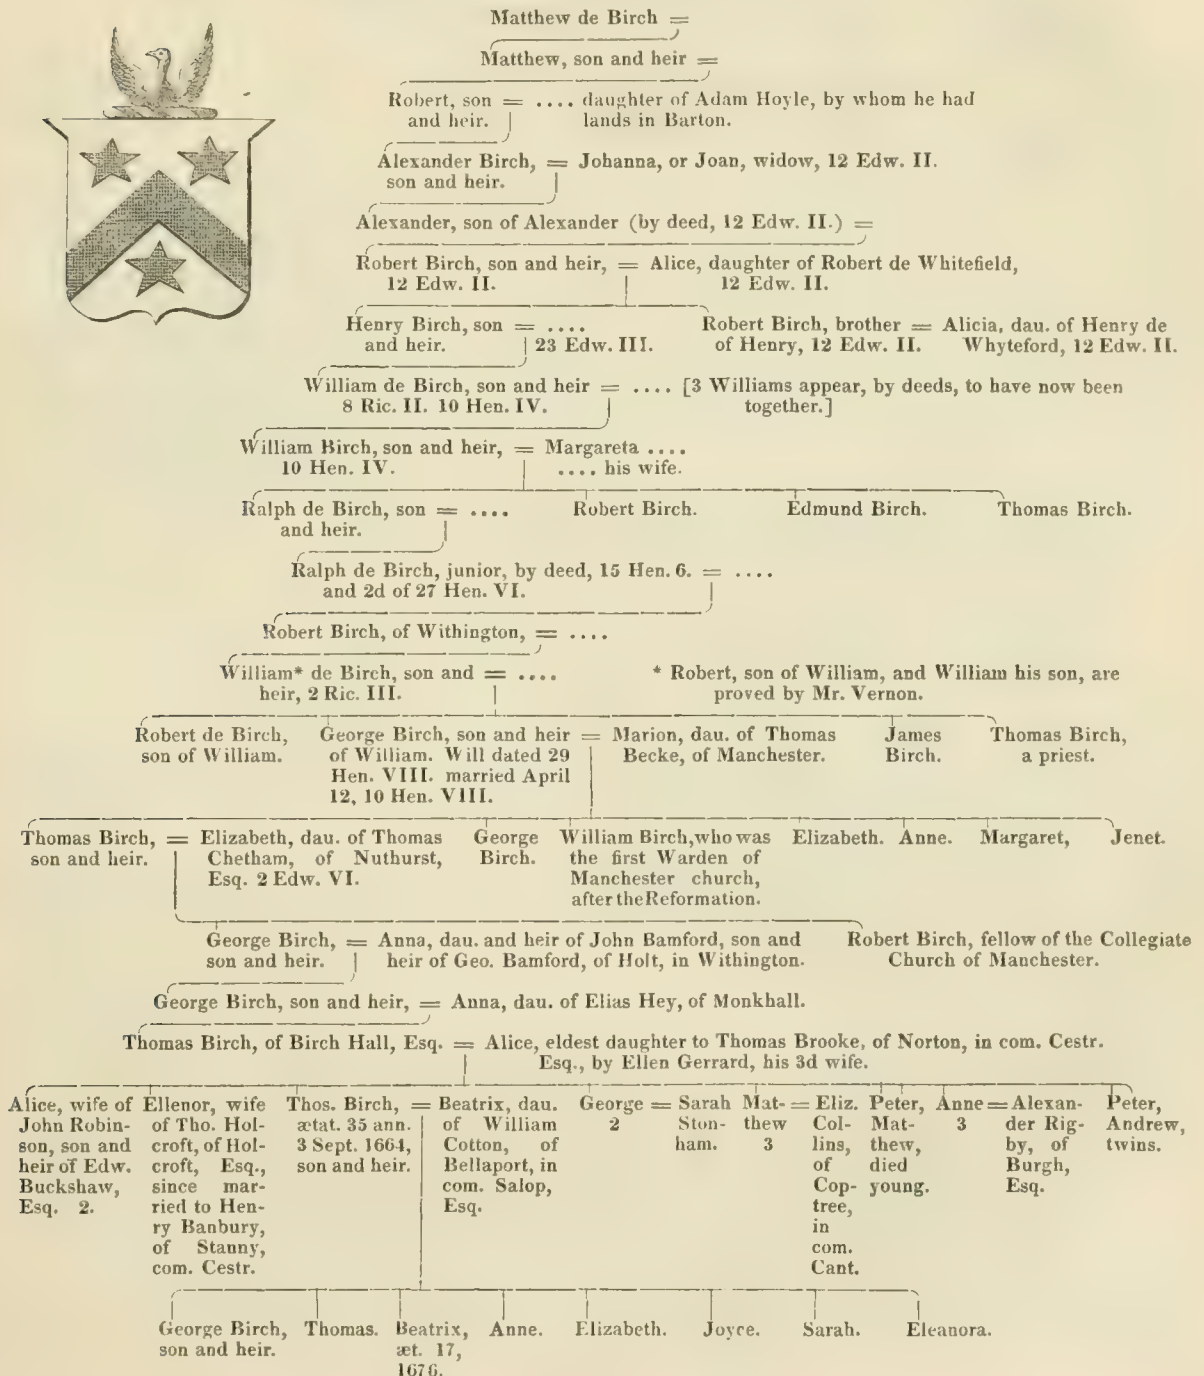 Matthew de Birch =
Matthew, son and heir =
Robert, son = .... daughter of Adam Hoyle, by whom he had
and heir. lands in Barton.
Alexander Birch, = Johanna, or Joan, widow, 12 Edw. II.
son and heir.
Alexander, son of Alexander (by deed, 12 Edw. II.) =
Robert Birch, son and heir, = Alice, daughter of Robert de Whitefield,
12 Edw. II. 12 Edw. II.
Henry Birch, son = .... Robert Birch, brother = Alicia, dau. of Henry de
and heir. 23 Edw. III. of Henry, 12 Edw. II. Whyteford, 12 Edw. II.
William de Birch, son and heir = .... [3 Williams appear, by deeds, to have now been
8 Ric. II. 10 Hen. IV. together.]
William Birch, son and heir, = Margareta ....
10 Hen. IV. .... his wife.
Ralph de Birch, son = .... Robert Birch. Edmund Birch. Thomas Birch.
and heir.
Ralph de Birch, junior, by deed, 15 Hen. 6. = ....
and 2d of 27 Hen. VI.
Robert Birch, of Withington, = ....
William* de Birch, son and = .... * Robert, son of William, and William his son, are
heir, 2 Ric. III. proved by Mr. Vernon.
Robert de Birch, George Birch, son and heir = Marion, dau. of Thomas James Thomas Birch,
son of William. of William. Will dated 29 Becke, of Manchester. Birch. a priest.
Hen. VIII. married April
12, 10 Hen. VIII.
Thomas Birch, = Elizabeth, dau. of Thomas George William Birch, who was Elizabeth. Anne. Margaret, Jenet.
son and heir. Chetham, of Nuthurst, Birch. the first Warden of
Esq. 2 Edw. VI. Manchester church,
after the Reformation.
George Birch, = Anna, dau. and heir of John Bamford, son and Robert Birch, fellow of the Collegiate
son and heir. heir of Geo. Bamford, of Holt, in Withington. Church of Manchester.
George Birch, son and heir, = Anna, dau. of Elias Hey, of Monkhall.
Thomas Birch, of Birch Hall, Esq. = Alice, eldest daughter to Thomas Brooke, of Norton, in com. Cestr.
Esq., by Ellen Gerrard, his 3d wife.
Alice, wife of Ellenor, wife Thos. Birch, = Beatrix, dau. George = Sarah Mat- = Eliz. Peter, Anne = Alexan- Peter,
John Robin- of Tho. Hol- ætat. 35 ann. of William 2 Ston- thew Col- Mat- 3 der Rig- Andrew,
son, son and croft, of Hol- 3 Sept. 1664, Cotton, of ham. 3 lins, thew, by, of twins.
heir of Edw. croft, Esq., son and heir. Bellaport, in of died Burgh,
Buckshaw, since mar- com. Salop, Cop- young. Esq.
Esq. 2. ried to Hen- Esq. tree,
ry Banbury, in
of Stanny, com.
com. Cestr. Cant.
George Birch, Thomas. Beatrix, Anne. Elizabeth. Joyce. Sarah. Eleanora.
son and heir. æt. 17,
1676.